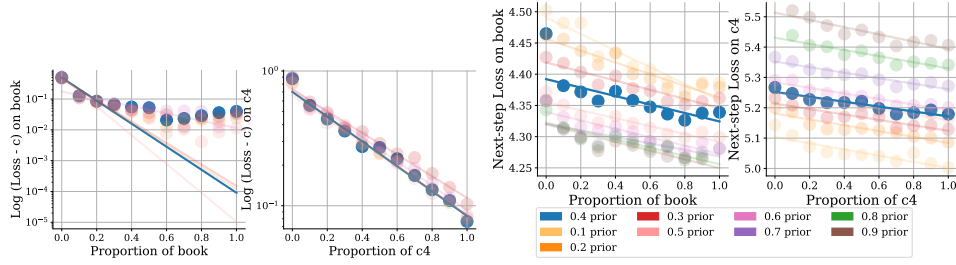 Log (Loss - c) on book
10⁻¹
10⁻²
10⁻³
10⁻⁴
10⁻⁵
0.0 0.2 0.4 0.6 0.8 1.0
Proportion of book
Log (Loss - c) on c4
10⁰
10⁻¹
0.0 0.2 0.4 0.6 0.8 1.0
Proportion of c4
Next-step Loss on book
4.50
4.45
4.40
4.35
4.30
4.25
0.0 0.2 0.4 0.6 0.8 1.0
Proportion of book
Next-step Loss on c4
5.5
5.4
5.3
5.2
5.1
5.0
0.0 0.2 0.4 0.6 0.8 1.0
Proportion of c4
0.4 prior 0.3 prior 0.6 prior 0.8 prior
0.1 prior 0.5 prior 0.7 prior 0.9 prior
0.2 prior